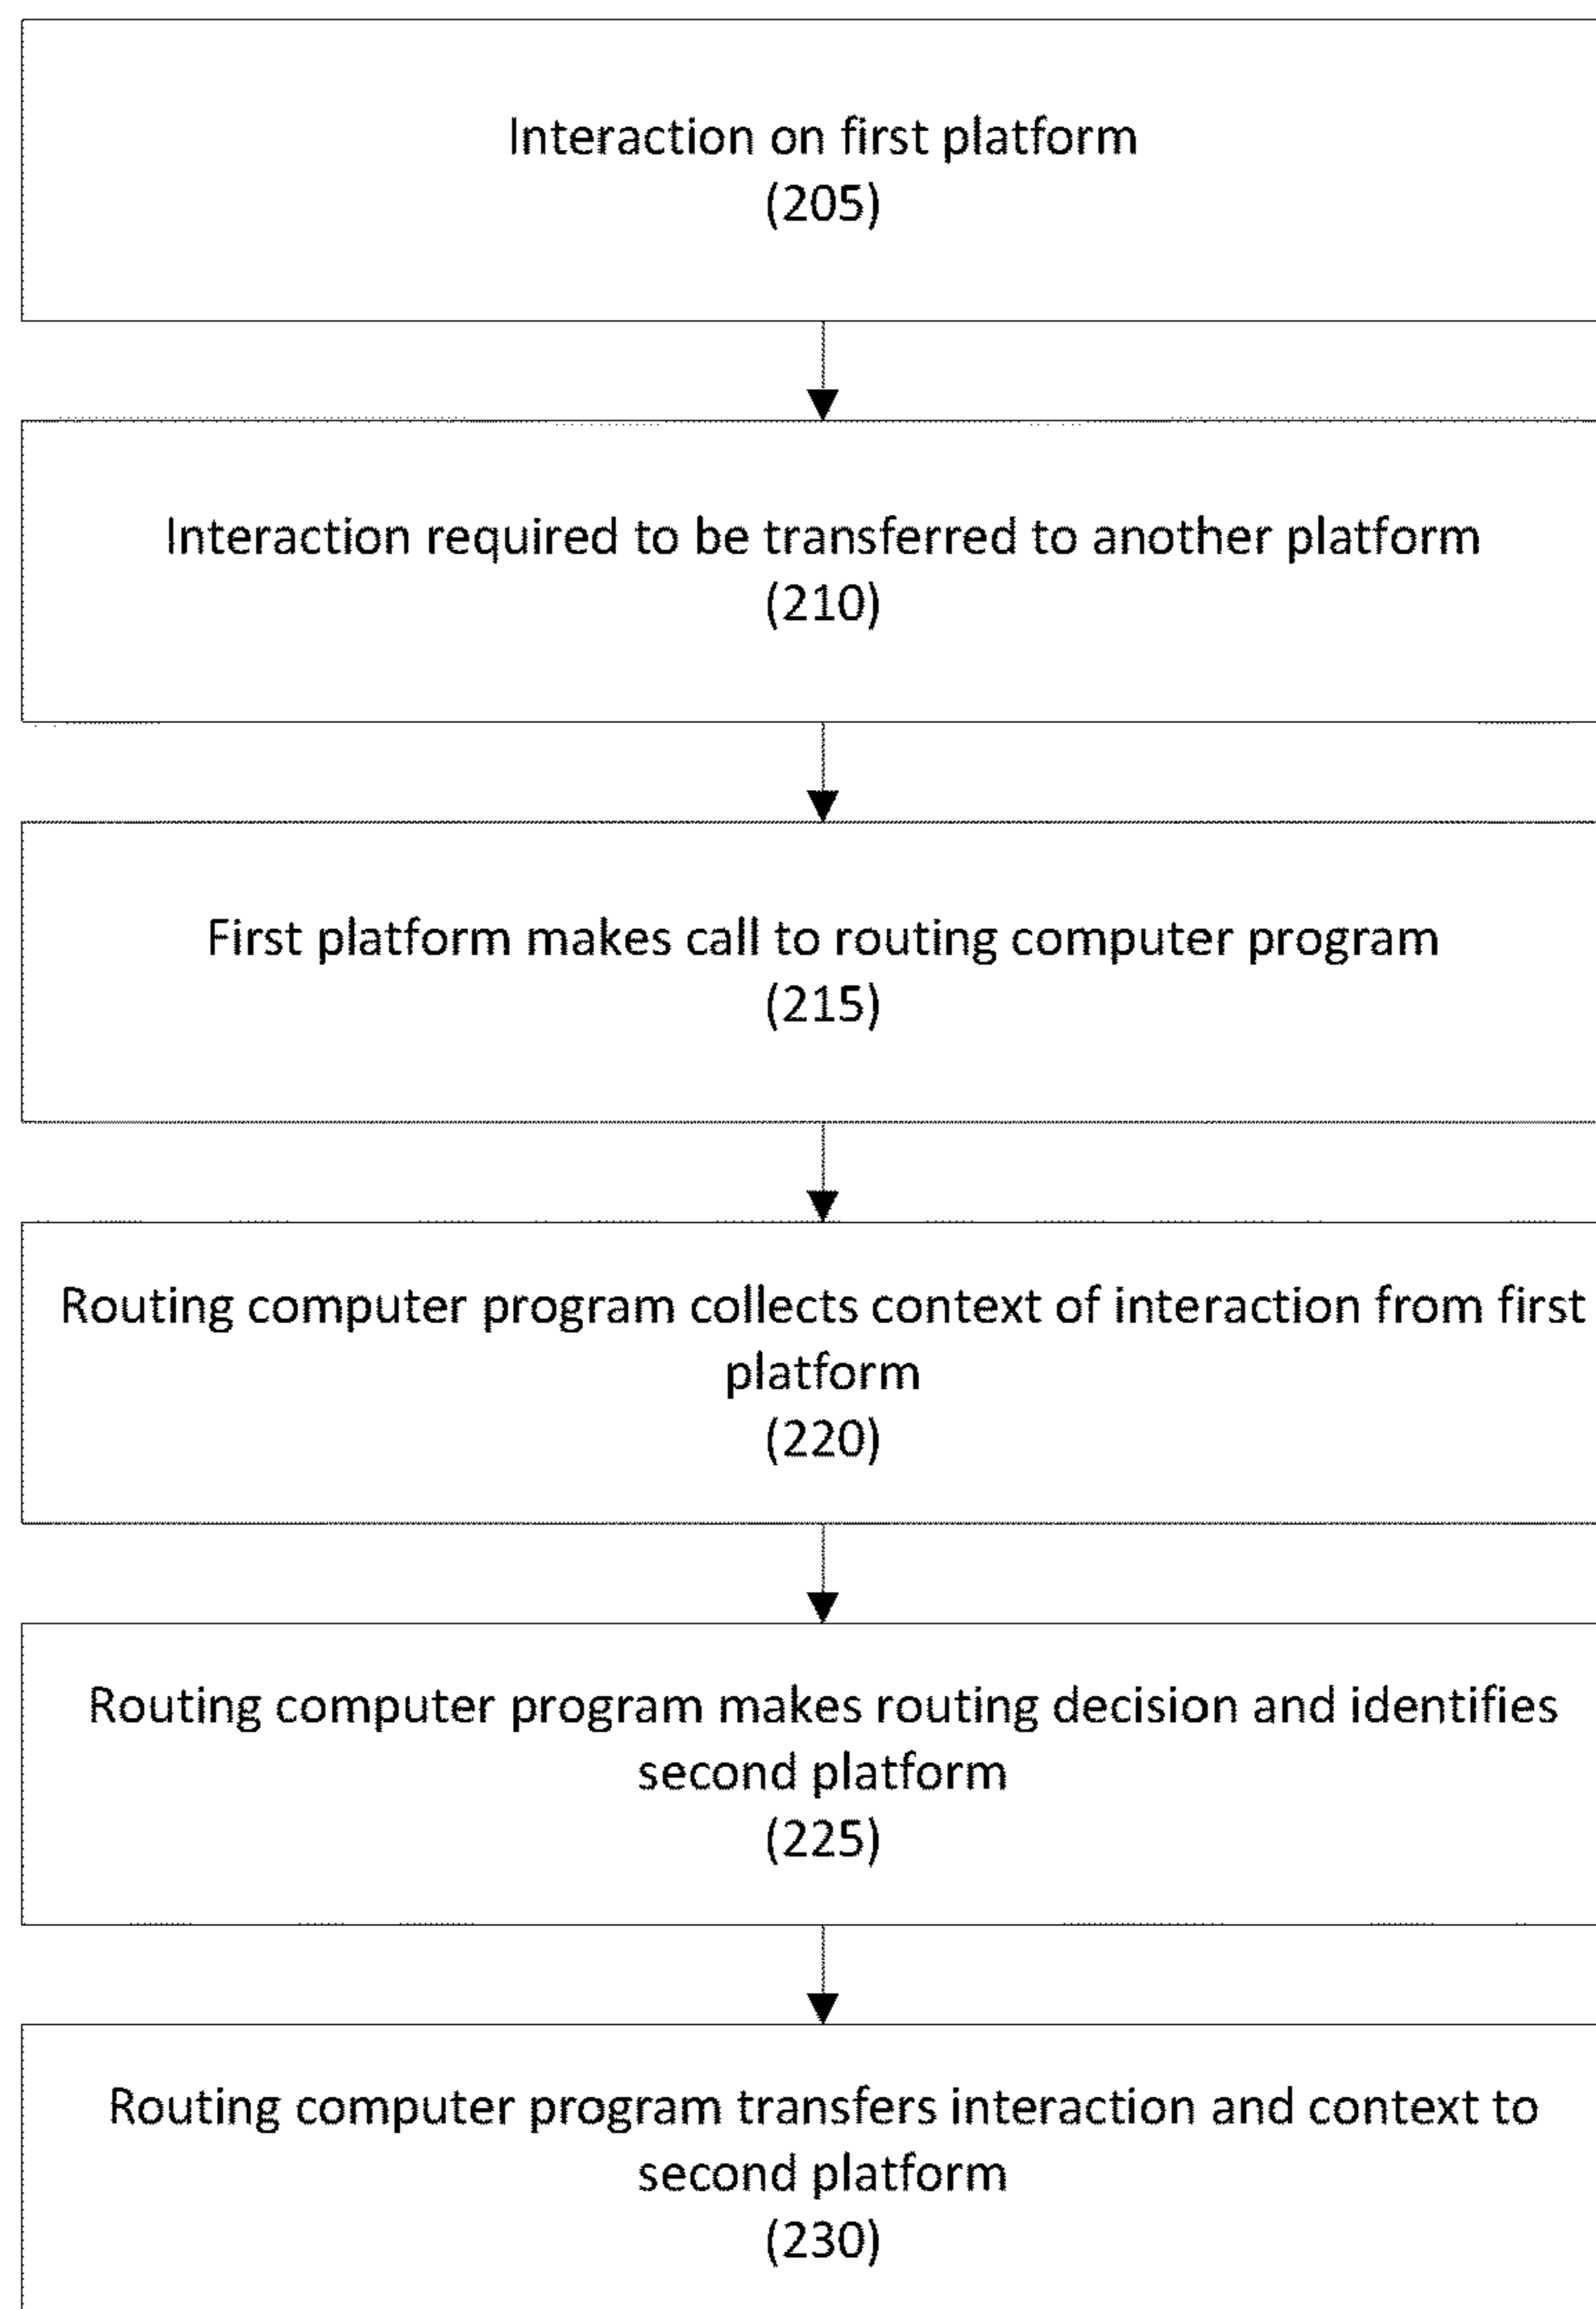 Interaction on first platform
(205)
Interaction required to be transferred to another platform
(210)
First platform makes call to routing computer program
(215)
Routing computer program collects context of interaction from first
platform
(220)
Routing computer program makes routing decision and identifies
second platform
(225)
Routing computer program transfers interaction and context to
second platform
(230)